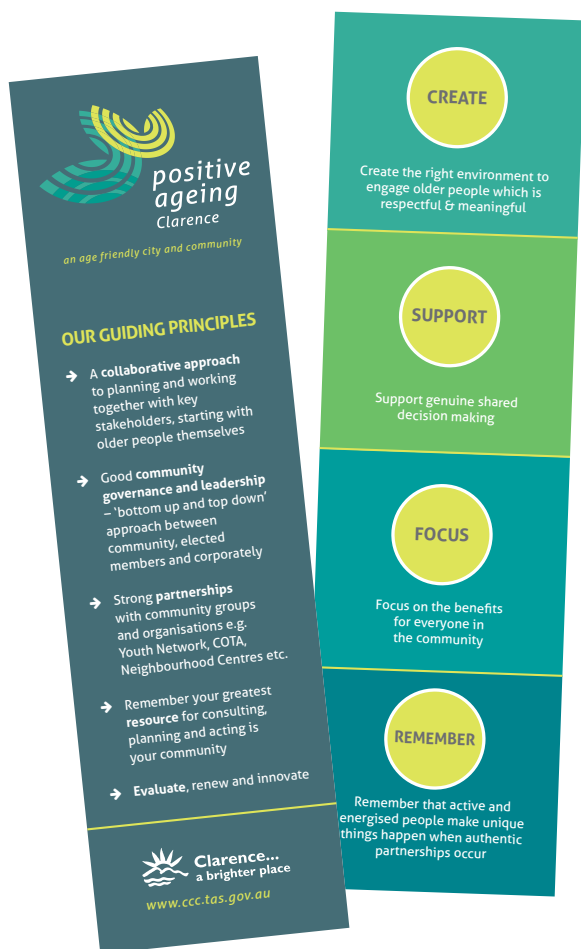 positive
ageing
Clarence
an age friendly city and community
OUR GUIDING PRINCIPLES
A collaborative approach
to planning and working
together with key
stakeholders, starting with
older people themselves
Good community
governance and leadership
– ‘bottom up and top down’
approach between
community, elected
members and corporately
Strong partnerships
with community groups
and organisations e.g.
Youth Network, COTA,
Neighbourhood Centres etc.
Remember your greatest
resource for consulting,
planning and acting is
your community
Evaluate, renew and innovate
Clarence...
a brighter place
www.ccc.tas.gov.au
CREATE
Create the right environment to
engage older people which is
respectful & meaningful
SUPPORT
Support genuine shared
decision making
FOCUS
Focus on the benefits
for everyone in
the community
REMEMBER
Remember that active and
energised people make unique
things happen when authentic
partnerships occur